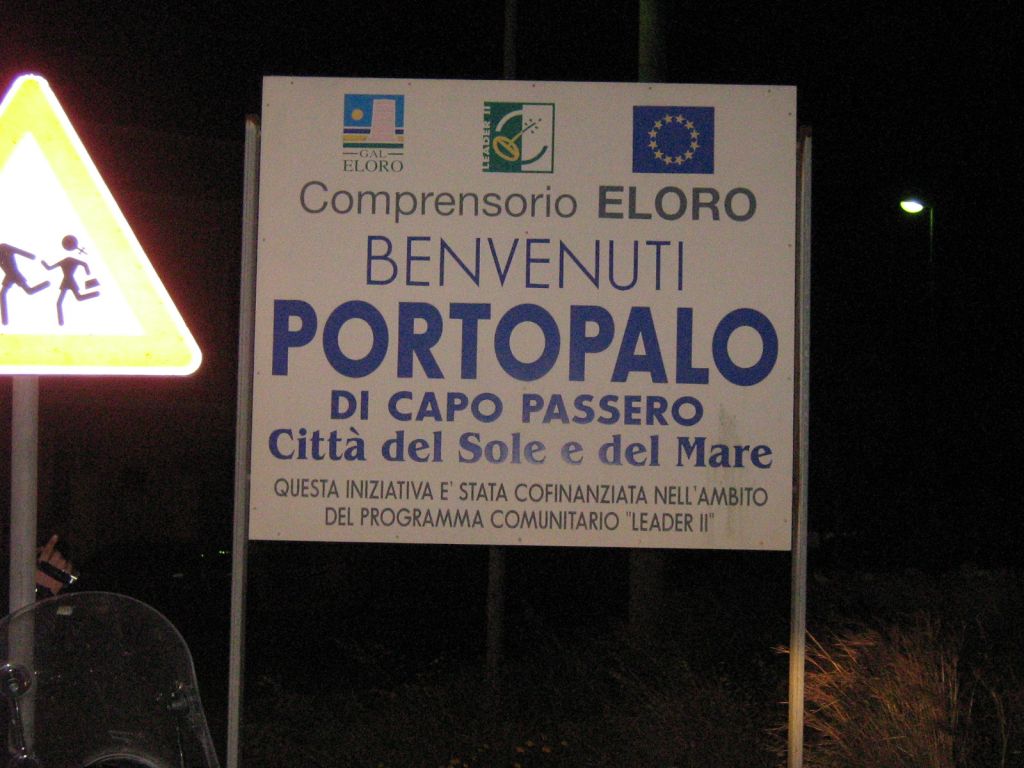 GAL
ELORO
LEADER II
Comprensorio ELORO
BENVENUTI
PORTOPALO
DI CAPO PASSERO
Città del Sole e del Mare
QUESTA INIZIATIVA E' STATA COFINANZIATA NELL'AMBITO
DEL PROGRAMMA COMUNITARIO "LEADER II"